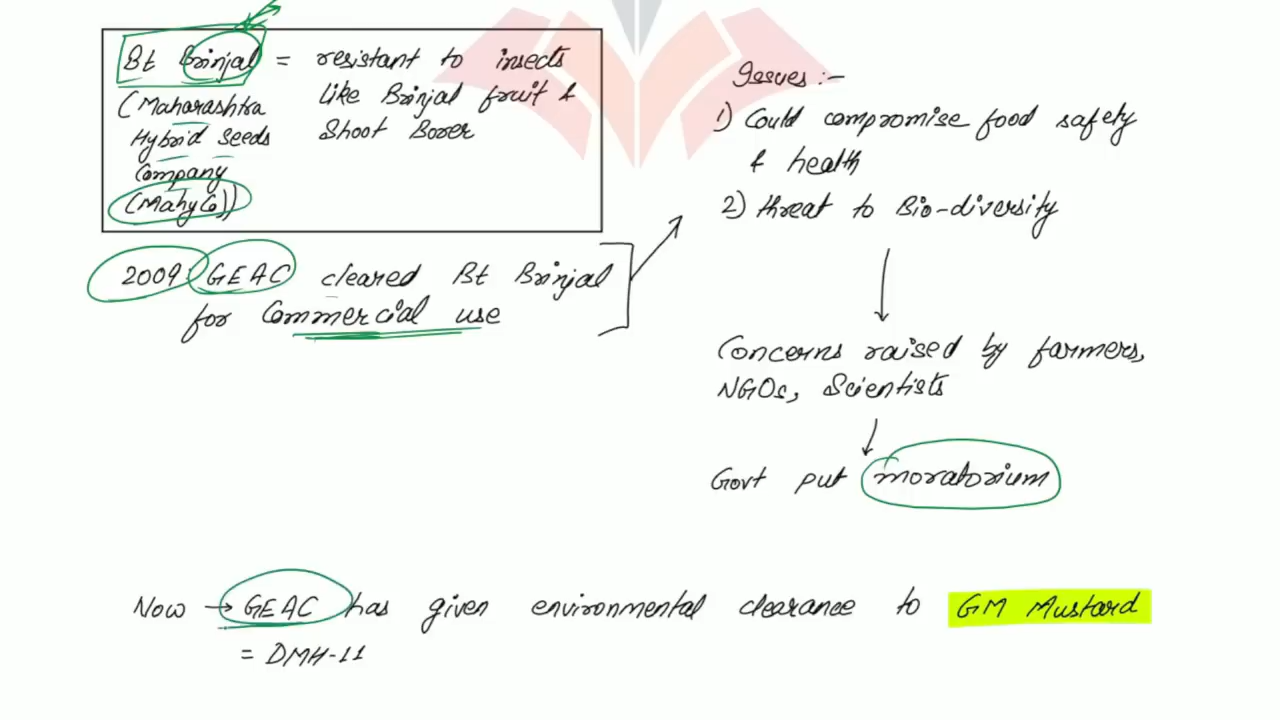 Bt Brinjal = resistant to insects
(Maharashtra like Brinjal fruit &
Hybrid Seeds Shoot Borer
Company
(MahyCo))
2009: GEAC cleared Bt Brinjal
for Commercial use
Issues :-
1) Could compromise food safety
& health
2) threat to Bio-diversity
Concerns raised by farmers,
NGOs, Scientists
Govt put moratorium
Now → GEAC has given environmental clearance to GM Mustard
= DMH-11